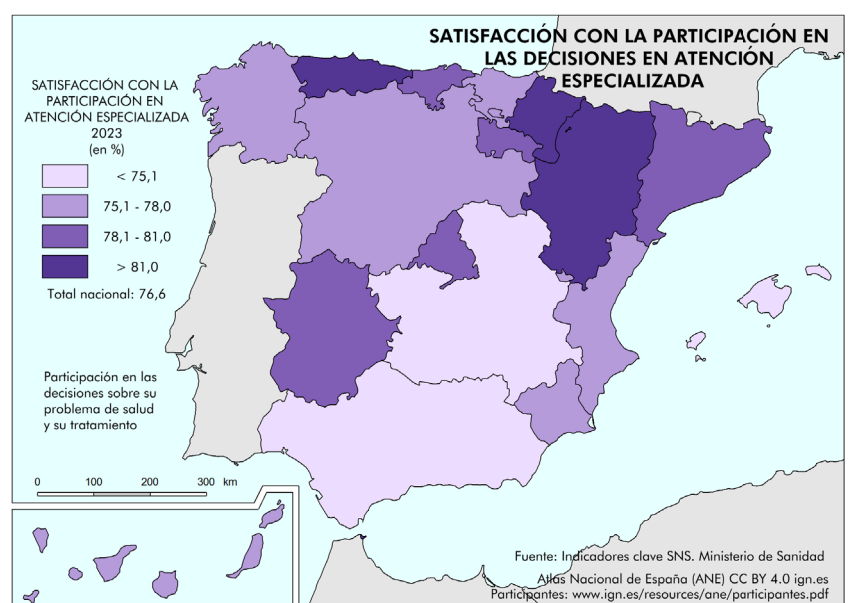 SATISFACCIÓN CON LA PARTICIPACIÓN EN
LAS DECISIONES EN ATENCIÓN
ESPECIALIZADA
SATISFACCIÓN CON LA
PARTICIPACIÓN EN
ATENCIÓN ESPECIALIZADA
2023
(en %)
< 75,1
75,1 - 78,0
78,1 - 81,0
> 81,0
Total nacional: 76,6
Participación en las
decisiones sobre su
problema de salud
y su tratamiento
0 100 200 300 km
Fuente: Indicadores clave SNS. Ministerio de Sanidad
Atlas Nacional de España (ANE) CC BY 4.0 ign.es
Participantes: www.ign.es/resources/ane/participantes.pdf